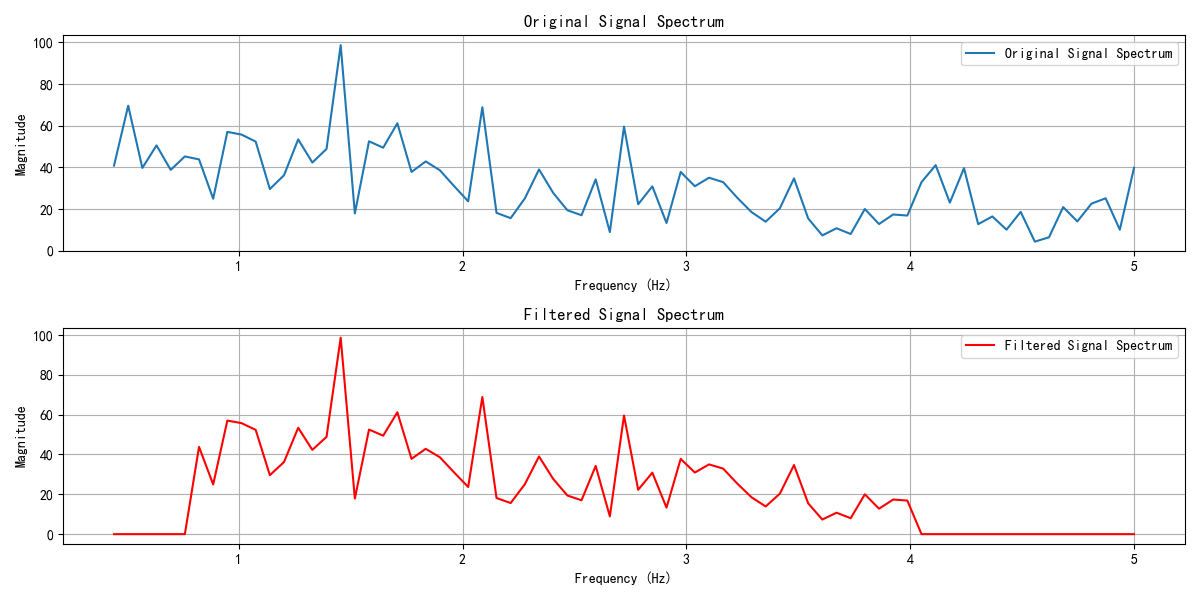 Original Signal Spectrum
Original Signal Spectrum
Magnitude
100
80
60
40
20
0
1 2 3 4 5
Frequency (Hz)
Filtered Signal Spectrum
Filtered Signal Spectrum
Magnitude
100
80
60
40
20
0
1 2 3 4 5
Frequency (Hz)